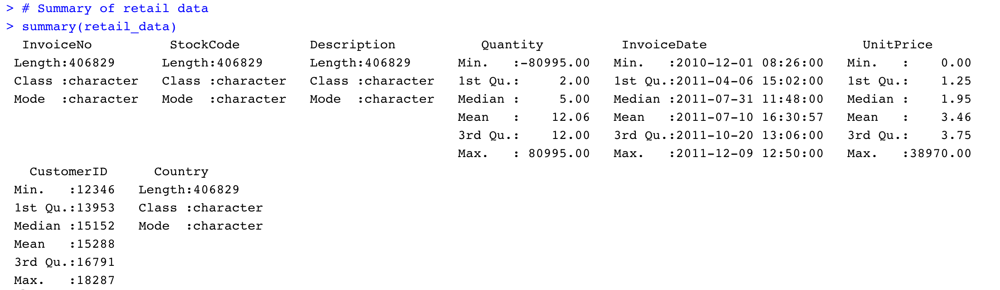 > # Summary of retail data
> summary(retail_data)
InvoiceNo StockCode Description Quantity InvoiceDate UnitPrice
Length:406829 Length:406829 Length:406829 Min. :-80995.00 Min. :2010-12-01 08:26:00 Min. : 0.00
Class :character Class :character Class :character 1st Qu.: 2.00 1st Qu.:2011-04-06 15:02:00 1st Qu.: 1.25
Mode :character Mode :character Mode :character Median : 5.00 Median :2011-07-31 11:48:00 Median : 1.95
Mean : 12.06 Mean :2011-07-10 16:30:57 Mean : 3.46
3rd Qu.: 12.00 3rd Qu.:2011-10-20 13:06:00 3rd Qu.: 3.75
Max. : 80995.00 Max. :2011-12-09 12:50:00 Max. :38970.00
CustomerID Country
Min. :12346 Length:406829
1st Qu.:13953 Class :character
Median :15152 Mode :character
Mean :15288
3rd Qu.:16791
Max. :18287